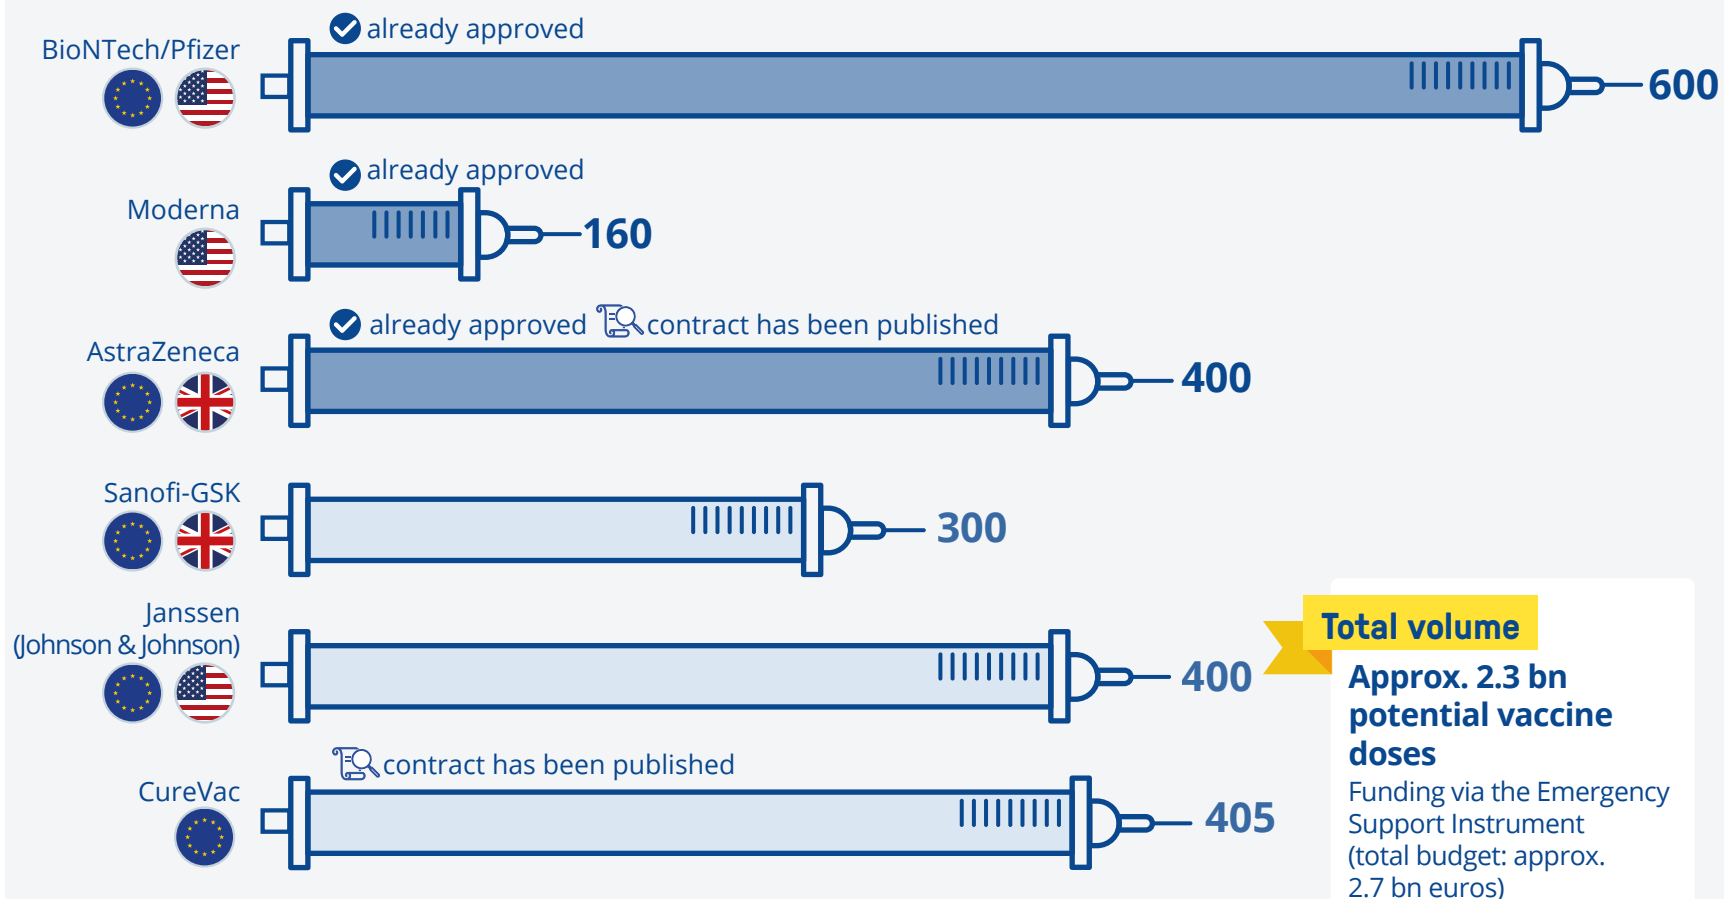 already approved
BioNTech/Pfizer
600
already approved
Moderna
160
already approved contract has been published
AstraZeneca
400
Sanofi-GSK
300
Janssen
(Johnson & Johnson)
400
contract has been published
CureVac
405
Total volume
Approx. 2.3 bn
potential vaccine
doses
Funding via the Emergency
Support Instrument
(total budget: approx.
2.7 bn euros)